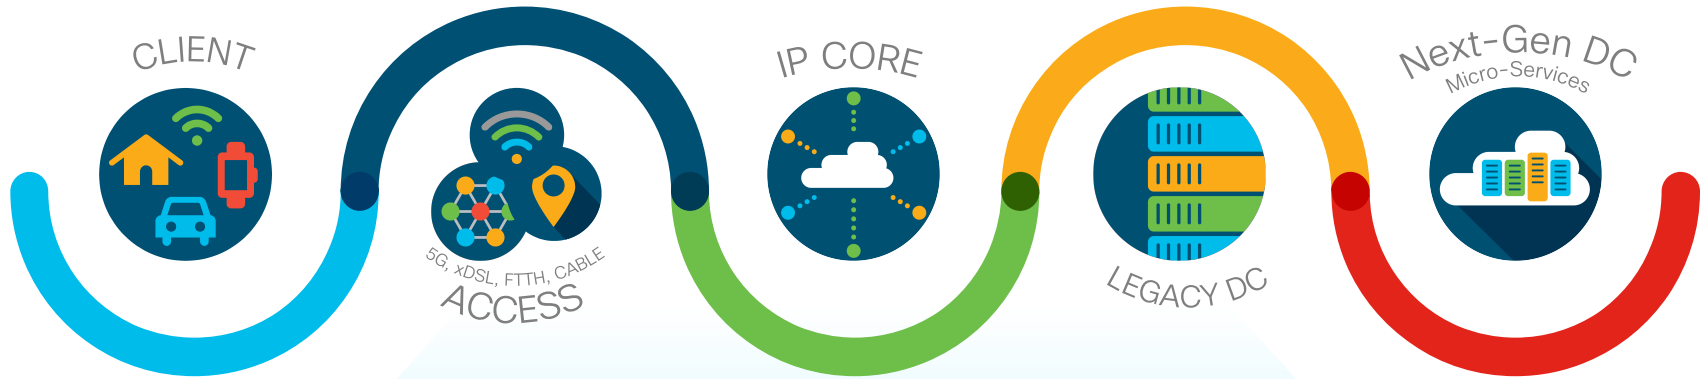 CLIENT
5G, xDSL, FTTH, CABLE
ACCESS
IP CORE
LEGACY DC
Next-Gen DC
Micro-Services